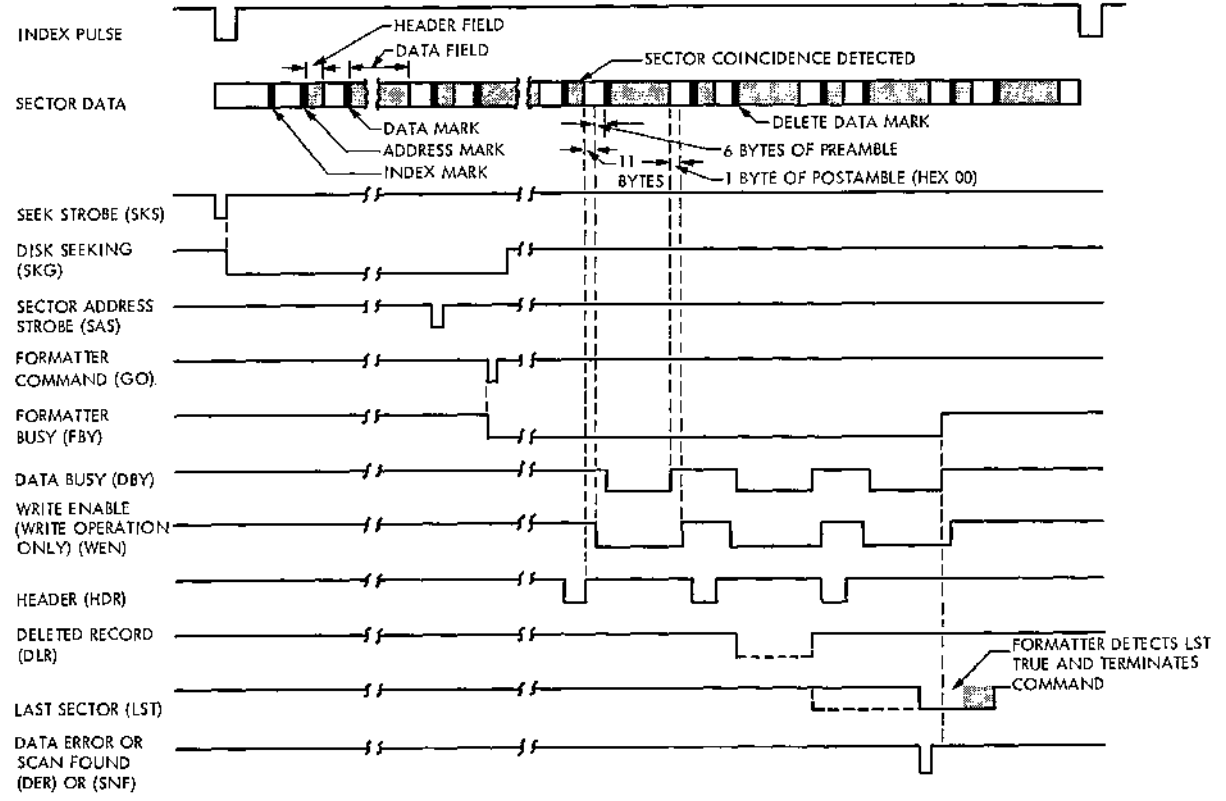 INDEX PULSE
HEADER FIELD
DATA FIELD
SECTOR COINCIDENCE DETECTED
SECTOR DATA
DATA MARK
ADDRESS MARK
INDEX MARK
DELETE DATA MARK
6 BYTES OF PREAMBLE
11
BYTES
1 BYTE OF POSTAMBLE (HEX 00)
SEEK STROBE (SKS)
DISK SEEKING
(SKG)
SECTOR ADDRESS
STROBE (SAS)
FORMATTER
COMMAND (GO).
FORMATTER
BUSY (FBY)
DATA BUSY (DBY)
WRITE ENABLE
(WRITE OPERATION
ONLY) (WEN)
HEADER (HDR)
DELETED RECORD
(DLR)
FORMATTER DETECTS LST
TRUE AND TERMINATES
COMMAND
LAST SECTOR (LST)
DATA ERROR OR
SCAN FOUND
(DER) OR (SNF)